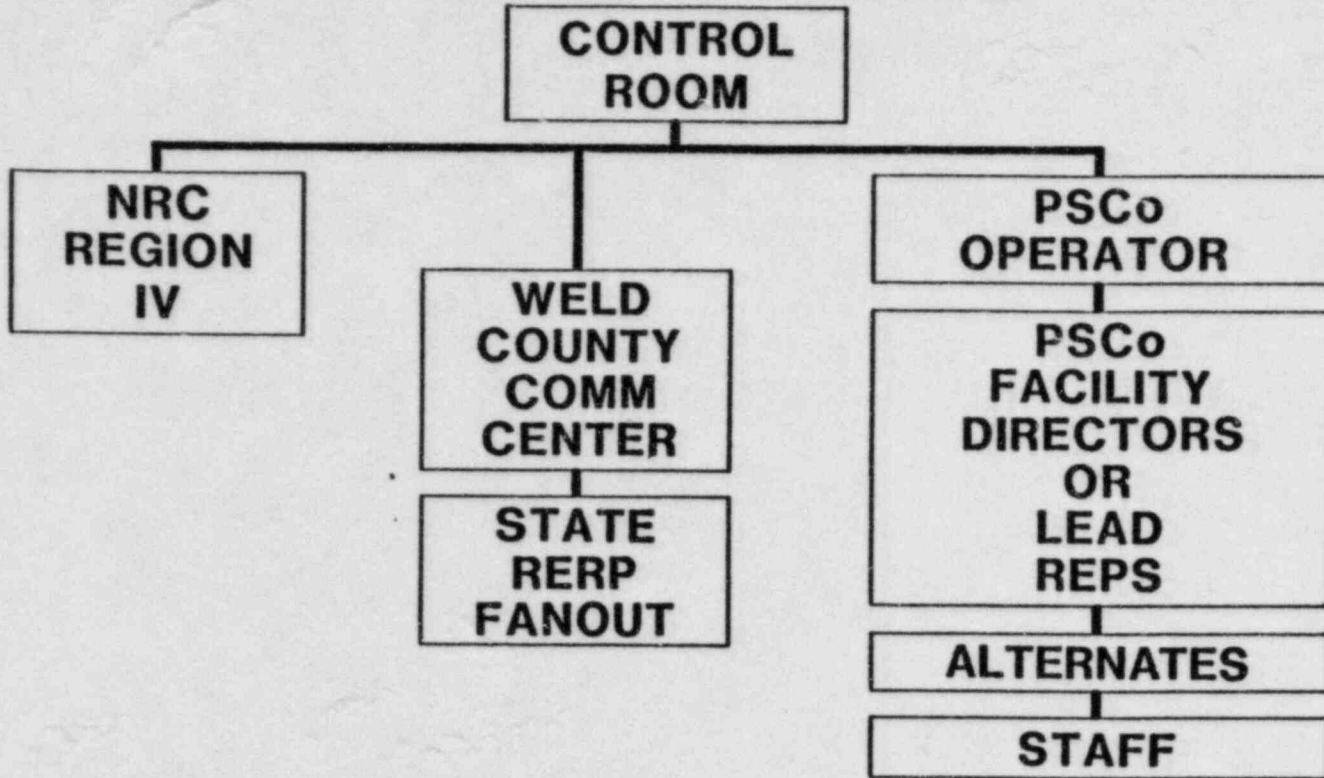 CONTROL
ROOM
NRC
REGION
IV
WELD
COUNTY
COMM
CENTER
STATE
RERP
FANOUT
PSCo
OPERATOR
PSCo
FACILITY
DIRECTORS
OR
LEAD
REPS
ALTERNATES
STAFF